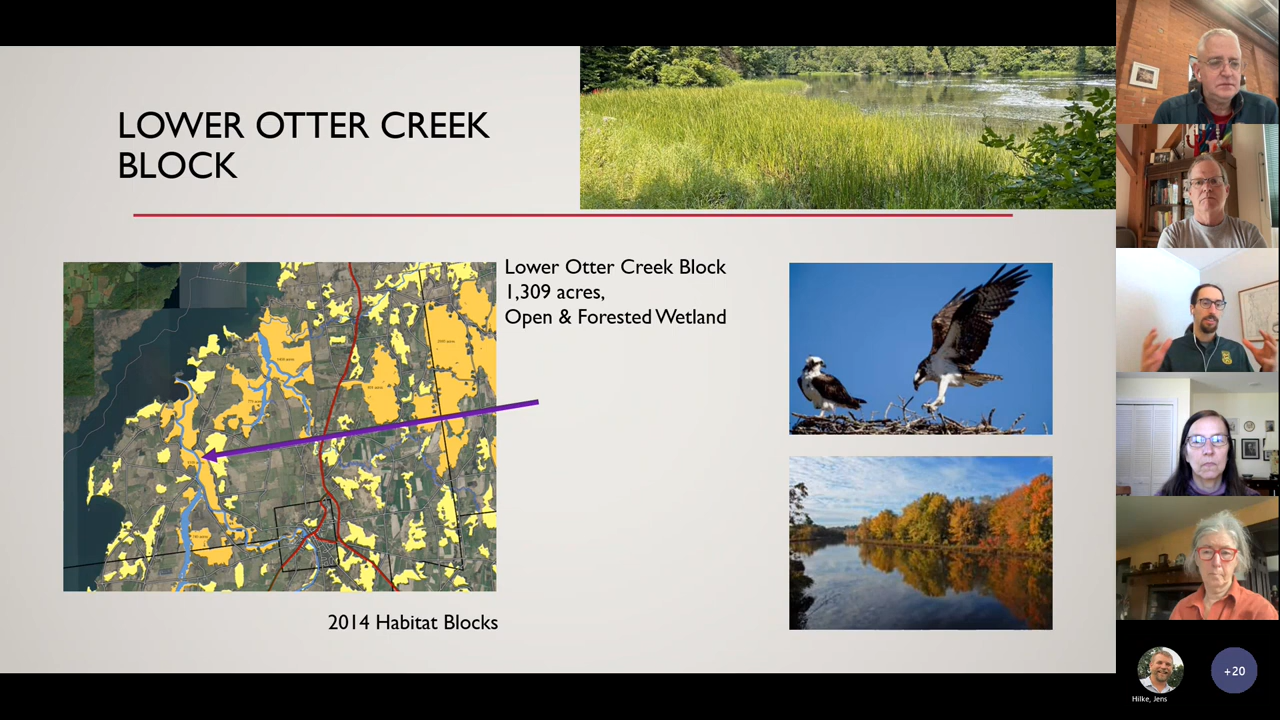 LOWER OTTER CREEK
BLOCK
Lower Otter Creek Block
1,309 acres,
Open & Forested Wetland
2014 Habitat Blocks
+20
Hilke, Jens